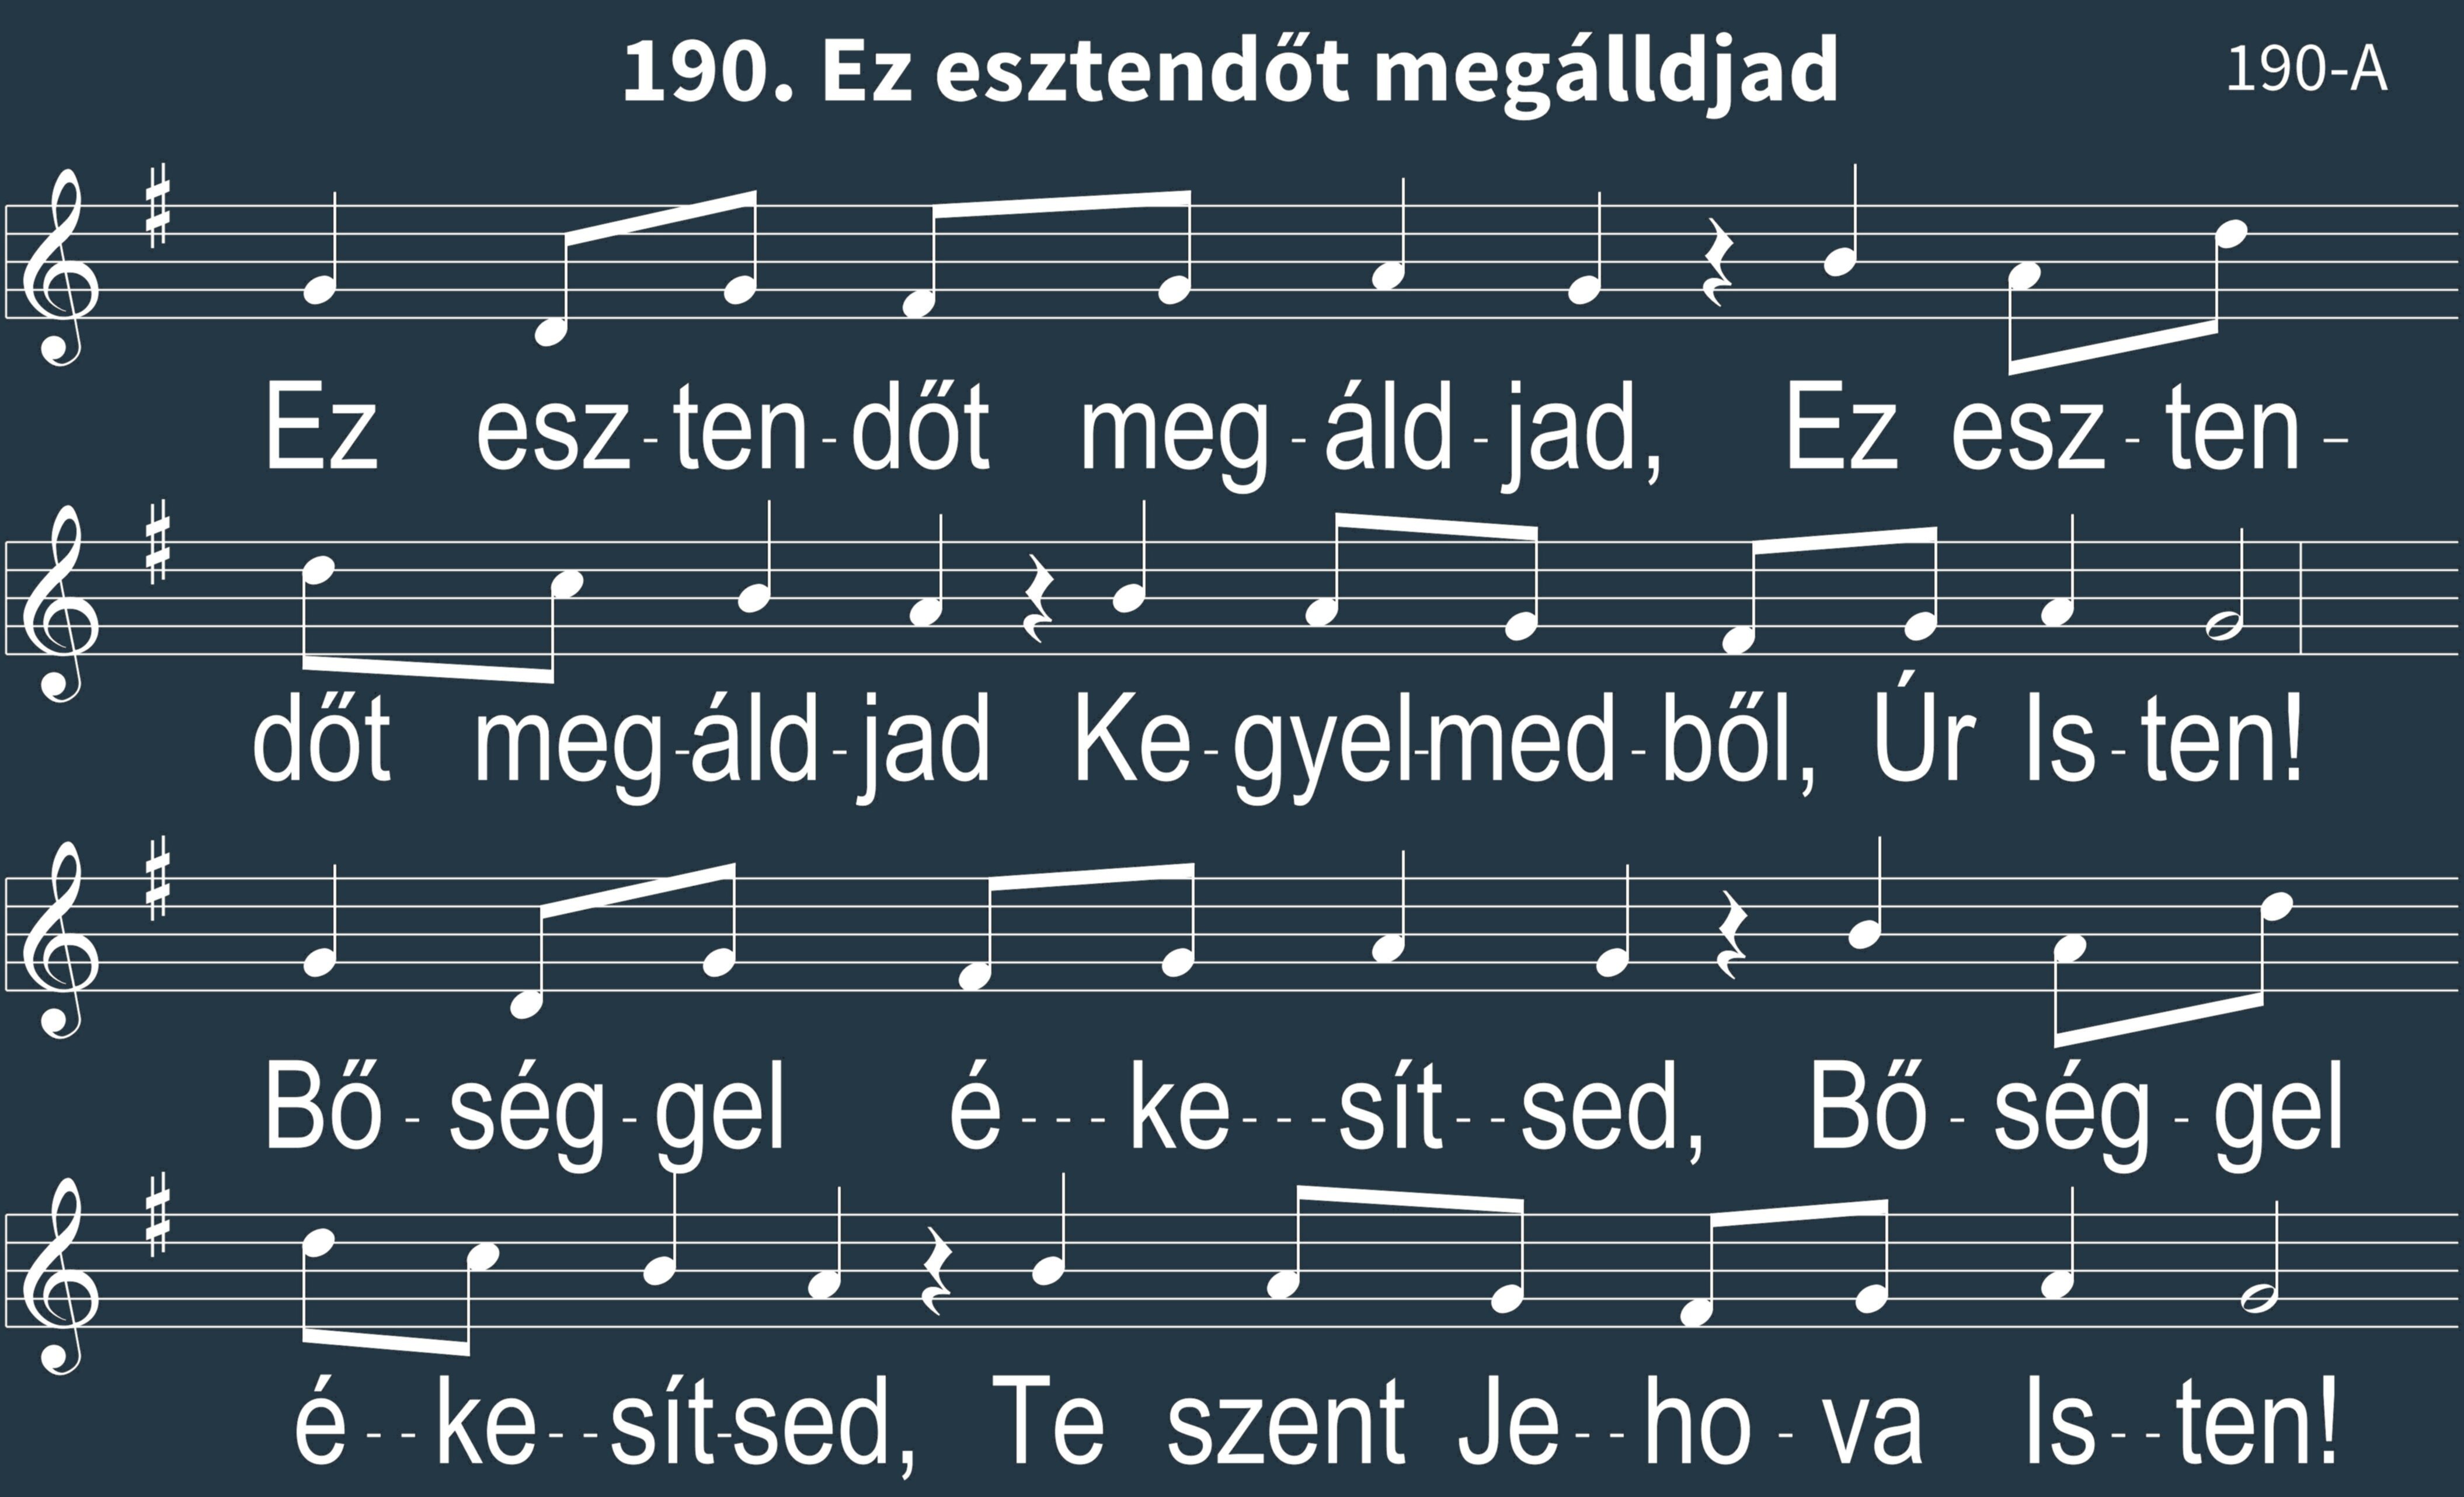 190. Ez esztendőt megálldjad 190-A
Ez esz-ten-dőt meg-áld-jad, Ez esz-ten-
dőt meg-áld-jad Ke-gyel-med-ből, Úr Is-ten!
Bő-ség-gel é---ke---sít--sed, Bő-ség-gel
é--ke--sít-sed, Te szent Je--ho-va Is--ten!